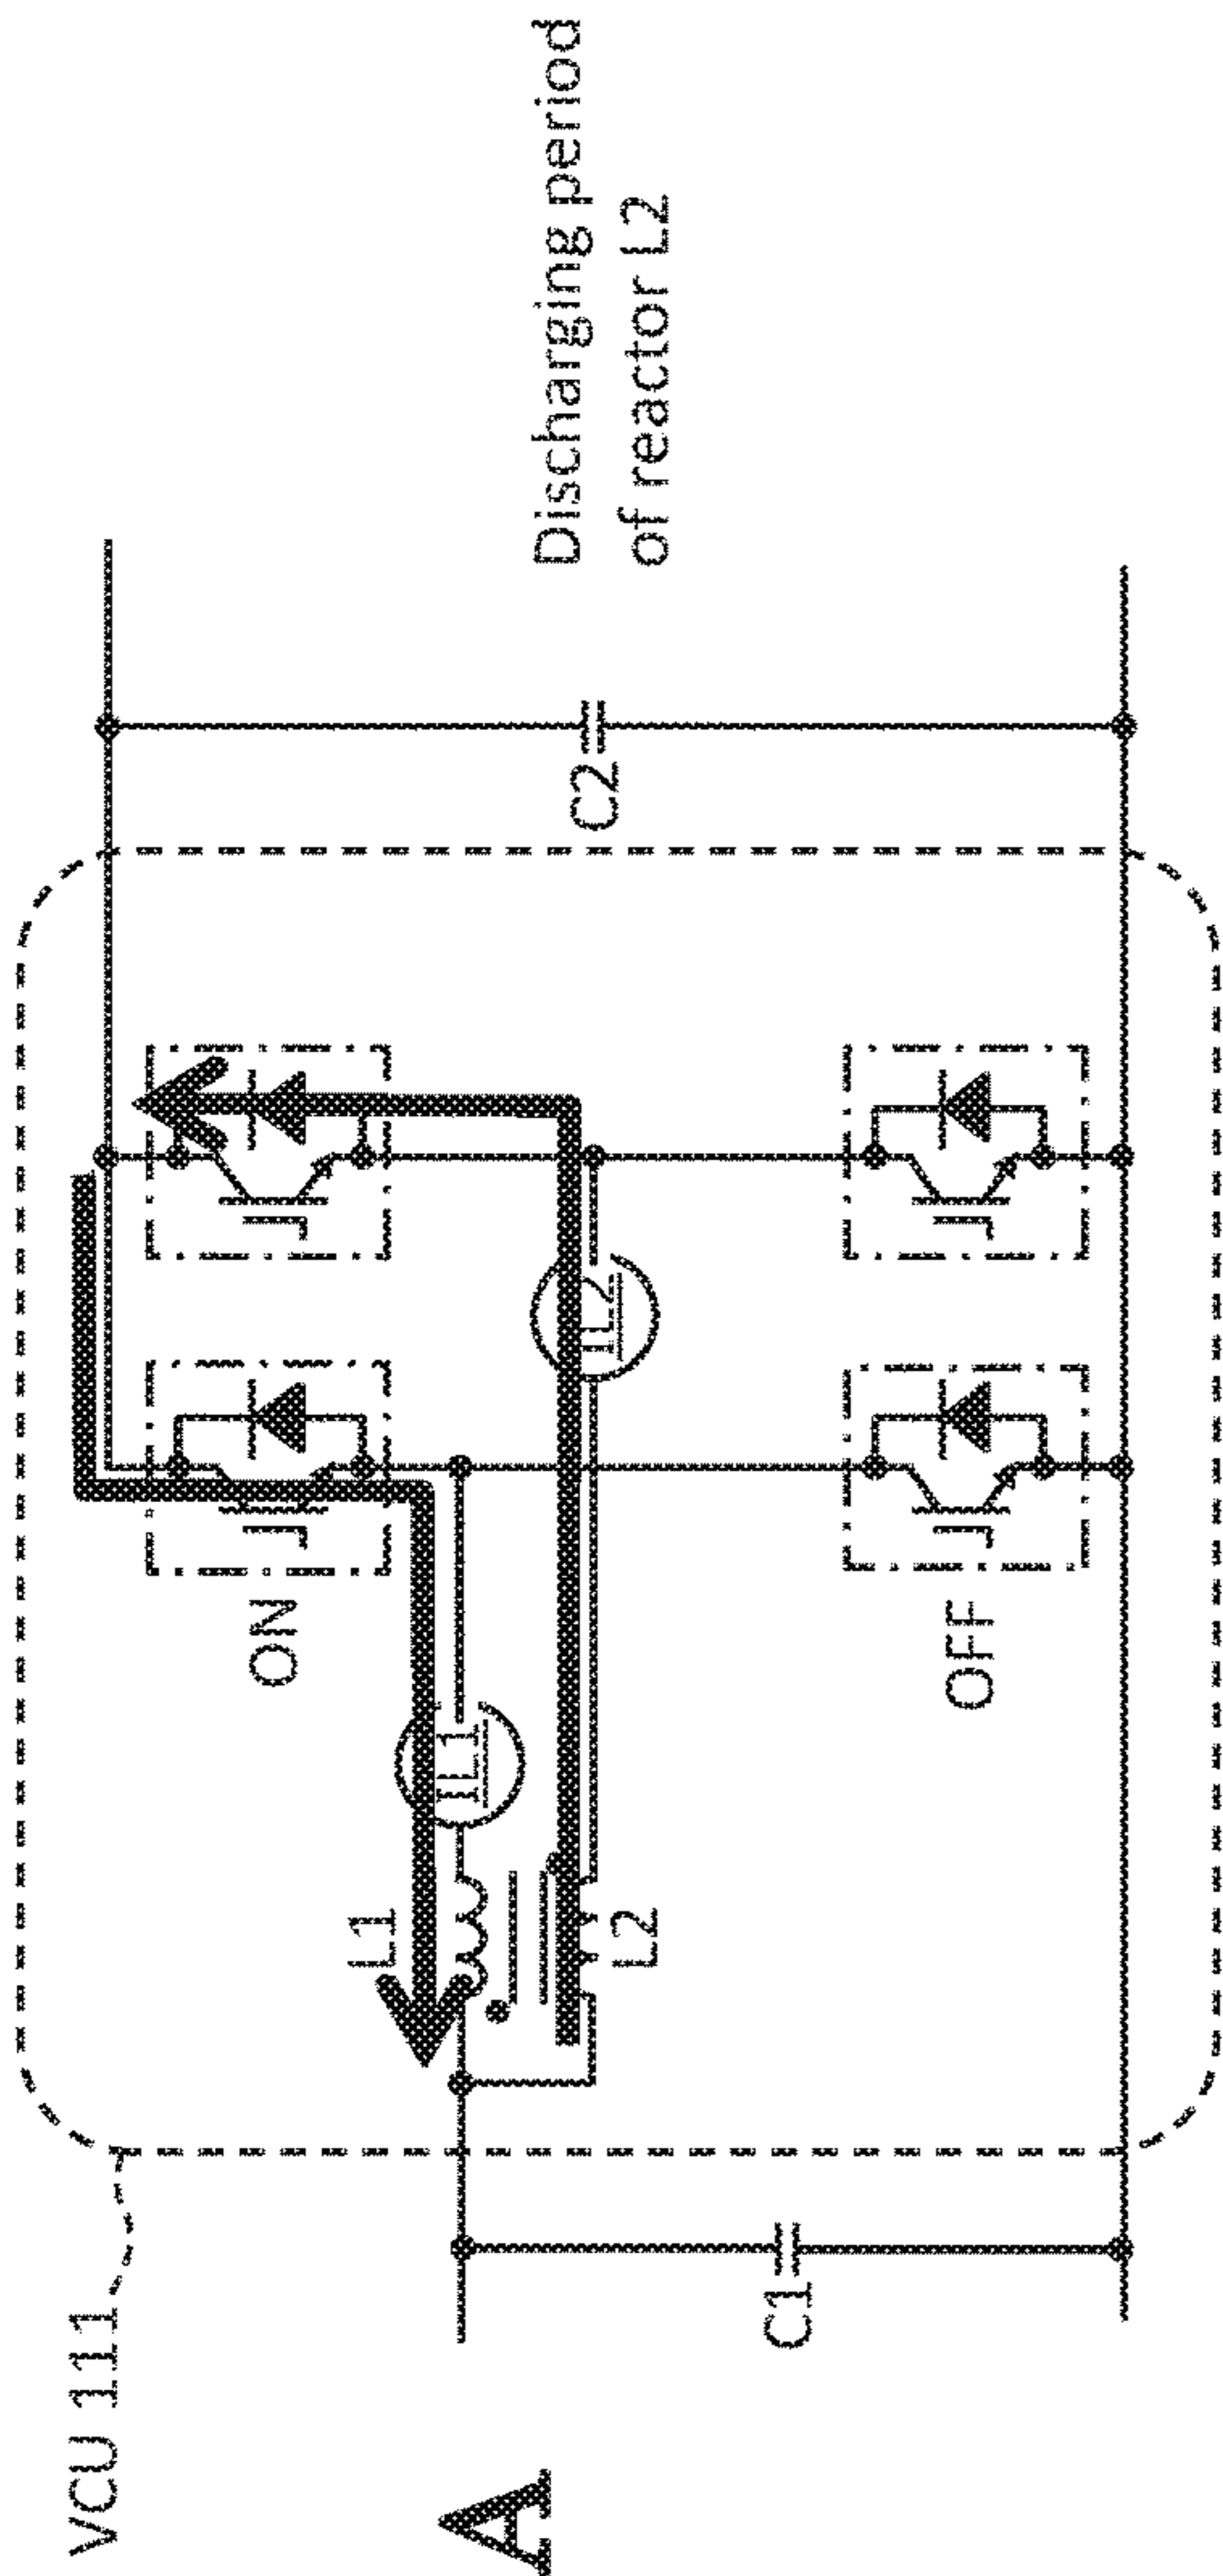 A
VCU 111
C1
L1
L2
IL1
IL2
ON
OFF
C2
Discharging period
of reactor L2